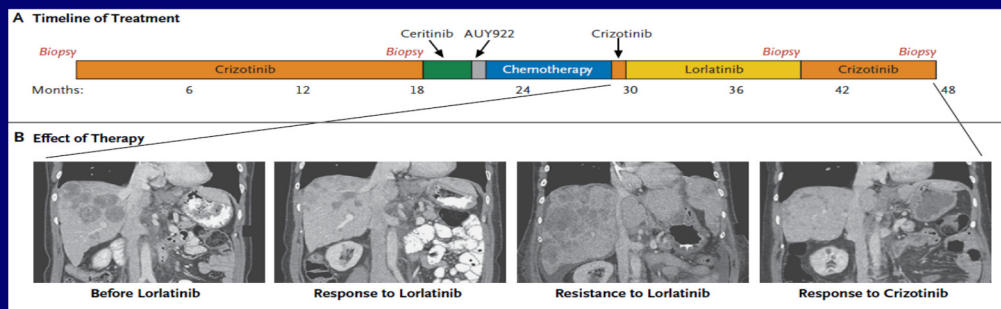 A Timeline of Treatment
Ceritinib AUY922 Crizotinib
Biopsy Biopsy Biopsy Biopsy
Crizotinib Chemotherapy Lorlatinib Crizotinib
Months: 6 12 18 24 30 36 42 48
B Effect of Therapy
Before Lorlatinib Response to Lorlatinib Resistance to Lorlatinib Response to Crizotinib